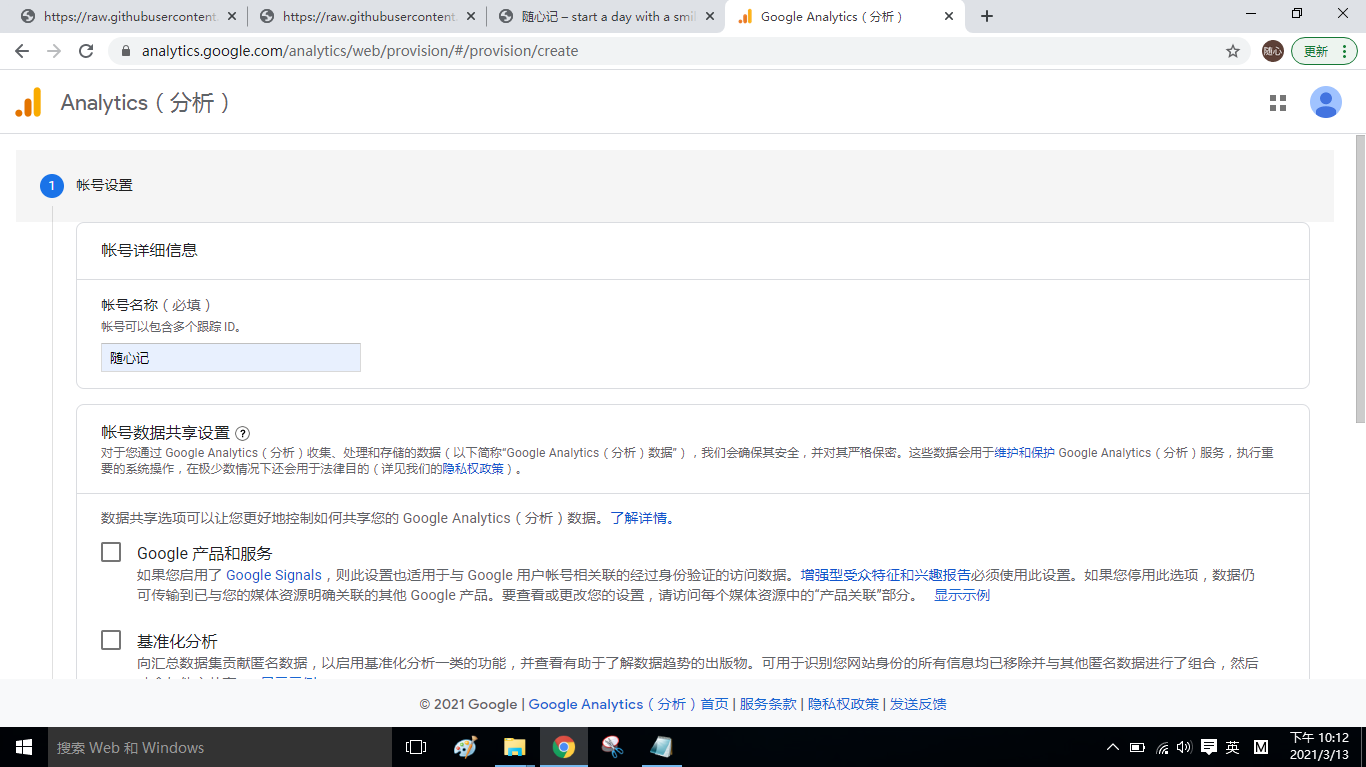 https://raw.githubusercontent.
https://raw.githubusercontent.
随心记 – start a day with a smil
Google Analytics（分析）
analytics.google.com/analytics/web/provision/#/provision/create
随心
更新
Analytics（分析）
1
帐号设置
帐号详细信息
帐号名称（必填）
帐号可以包含多个跟踪 ID。
随心记
帐号数据共享设置 ?
对于您通过 Google Analytics（分析）收集、处理和存储的数据（以下简称“Google Analytics（分析）数据”），我们会确保其安全，并对其严格保密。这些数据会用于维护和保护 Google Analytics（分析）服务，执行重
要的系统操作，在极少数情况下还会用于法律目的（详见我们的隐私权政策）。
数据共享选项可以让您更好地控制如何共享您的 Google Analytics（分析）数据。了解详情。
Google 产品和服务
如果您启用了 Google Signals，则此设置也适用于与 Google 用户帐号相关联的经过身份验证的访问数据。增强型受众特征和兴趣报告必须使用此设置。如果您停用此选项，数据仍
可传输到已与您的媒体资源明确关联的其他 Google 产品。要查看或更改您的设置，请访问每个媒体资源中的“产品关联”部分。 显示示例
基准化分析
向汇总数据集贡献匿名数据，以启用基准化分析一类的功能，并查看有助于了解数据趋势的出版物。可用于识别您网站身份的所有信息均已移除并与其他匿名数据进行了组合，然后
© 2021 Google | Google Analytics（分析）首页 | 服务条款 | 隐私权政策 | 发送反馈
搜索 Web 和 Windows
英
M
下午 10:12
2021/3/13